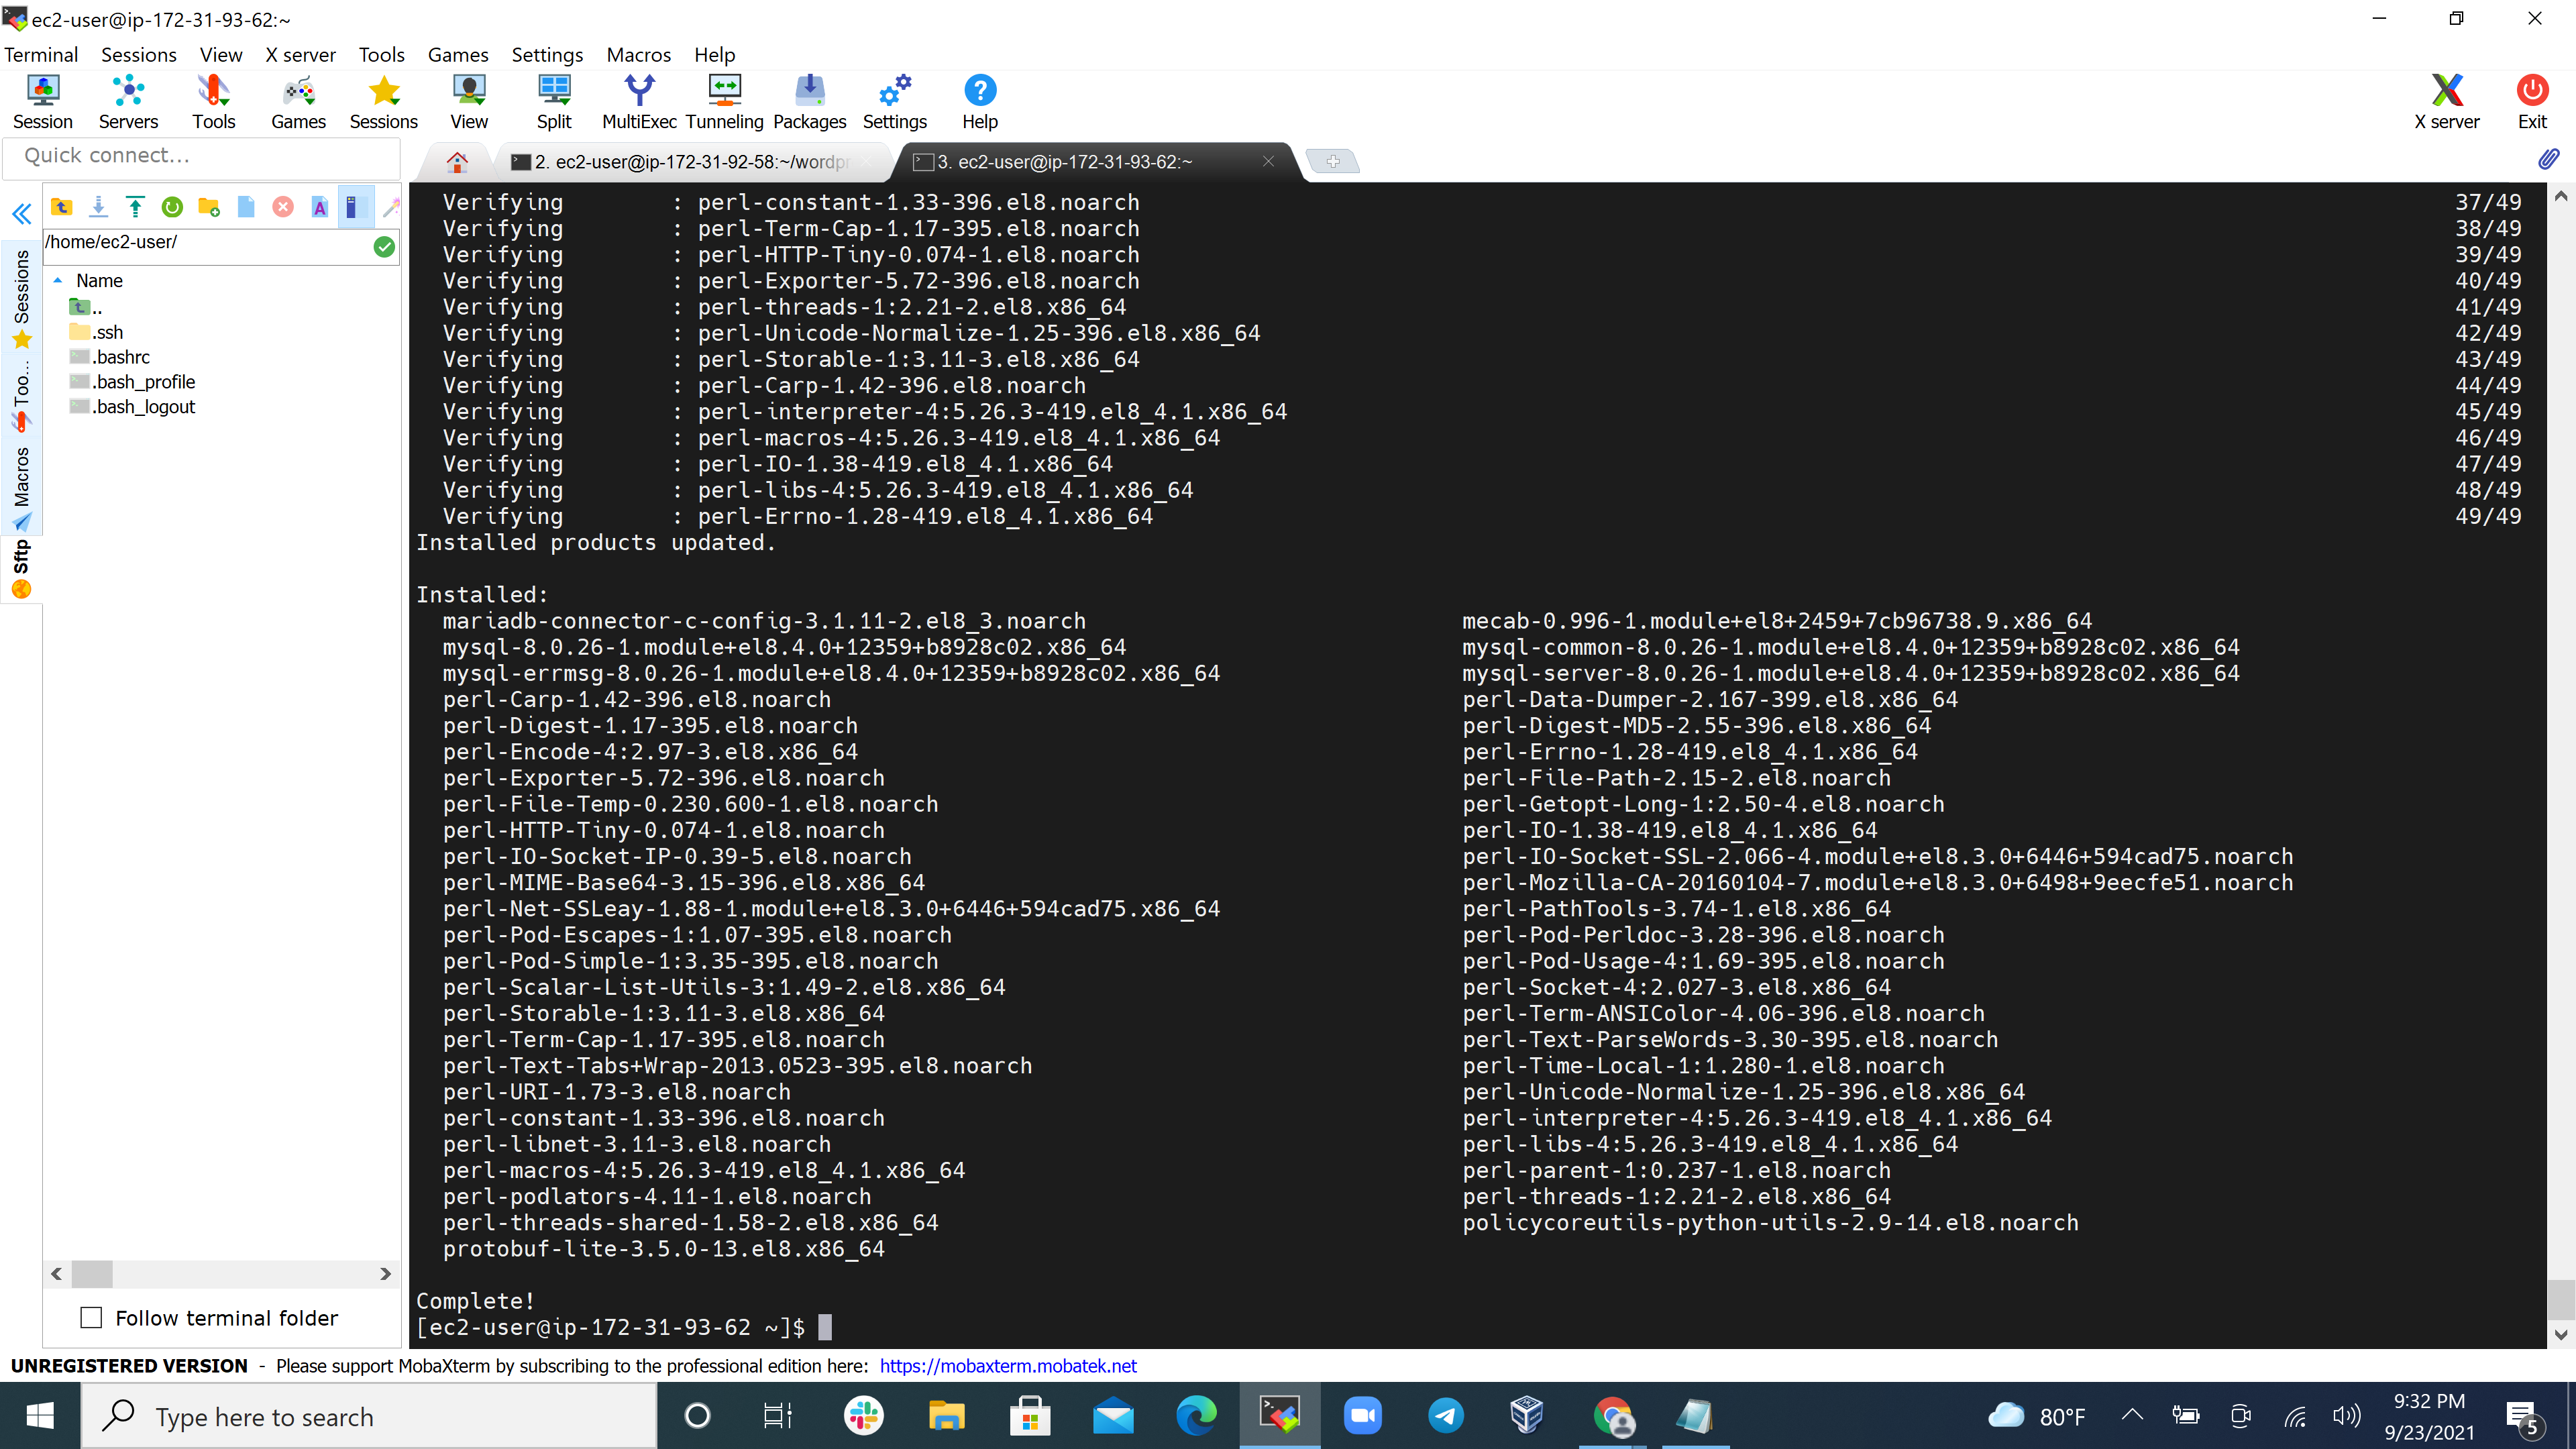 ec2-user@ip-172-31-93-62:~
Terminal Sessions View X server Tools Games Settings Macros Help
Session Servers Tools Games Sessions View Split MultiExec Tunneling Packages Settings Help X server Exit
Quick connect...
2. ec2-user@ip-172-31-92-58:~/wordpr
3. ec2-user@ip-172-31-93-62:~
/home/ec2-user/
Name
..
.ssh
.bashrc
.bash_profile
.bash_logout
Sessions
Too...
Macros
Sftp
Follow terminal folder
Verifying : perl-constant-1.33-396.el8.noarch 37/49
Verifying : perl-Term-Cap-1.17-395.el8.noarch 38/49
Verifying : perl-HTTP-Tiny-0.074-1.el8.noarch 39/49
Verifying : perl-Exporter-5.72-396.el8.noarch 40/49
Verifying : perl-threads-1:2.21-2.el8.x86_64 41/49
Verifying : perl-Unicode-Normalize-1.25-396.el8.x86_64 42/49
Verifying : perl-Storable-1:3.11-3.el8.x86_64 43/49
Verifying : perl-Carp-1.42-396.el8.noarch 44/49
Verifying : perl-interpreter-4:5.26.3-419.el8_4.1.x86_64 45/49
Verifying : perl-macros-4:5.26.3-419.el8_4.1.x86_64 46/49
Verifying : perl-IO-1.38-419.el8_4.1.x86_64 47/49
Verifying : perl-libs-4:5.26.3-419.el8_4.1.x86_64 48/49
Verifying : perl-Errno-1.28-419.el8_4.1.x86_64 49/49
Installed products updated.
Installed:
mariadb-connector-c-config-3.1.11-2.el8_3.noarch mecab-0.996-1.module+el8+2459+7cb96738.9.x86_64
mysql-8.0.26-1.module+el8.4.0+12359+b8928c02.x86_64 mysql-common-8.0.26-1.module+el8.4.0+12359+b8928c02.x86_64
mysql-errmsg-8.0.26-1.module+el8.4.0+12359+b8928c02.x86_64 mysql-server-8.0.26-1.module+el8.4.0+12359+b8928c02.x86_64
perl-Carp-1.42-396.el8.noarch perl-Data-Dumper-2.167-399.el8.x86_64
perl-Digest-1.17-395.el8.noarch perl-Digest-MD5-2.55-396.el8.x86_64
perl-Encode-4:2.97-3.el8.x86_64 perl-Errno-1.28-419.el8_4.1.x86_64
perl-Exporter-5.72-396.el8.noarch perl-File-Path-2.15-2.el8.noarch
perl-File-Temp-0.230.600-1.el8.noarch perl-Getopt-Long-1:2.50-4.el8.noarch
perl-HTTP-Tiny-0.074-1.el8.noarch perl-IO-1.38-419.el8_4.1.x86_64
perl-IO-Socket-IP-0.39-5.el8.noarch perl-IO-Socket-SSL-2.066-4.module+el8.3.0+6446+594cad75.noarch
perl-MIME-Base64-3.15-396.el8.x86_64 perl-Mozilla-CA-20160104-7.module+el8.3.0+6498+9eecfe51.noarch
perl-Net-SSLeay-1.88-1.module+el8.3.0+6446+594cad75.x86_64 perl-PathTools-3.74-1.el8.x86_64
perl-Pod-Escapes-1:1.07-395.el8.noarch perl-Pod-Perldoc-3.28-396.el8.noarch
perl-Pod-Simple-1:3.35-395.el8.noarch perl-Pod-Usage-4:1.69-395.el8.noarch
perl-Scalar-List-Utils-3:1.49-2.el8.x86_64 perl-Socket-4:2.027-3.el8.x86_64
perl-Storable-1:3.11-3.el8.x86_64 perl-Term-ANSIColor-4.06-396.el8.noarch
perl-Term-Cap-1.17-395.el8.noarch perl-Text-ParseWords-3.30-395.el8.noarch
perl-Text-Tabs+Wrap-2013.0523-395.el8.noarch perl-Time-Local-1:1.280-1.el8.noarch
perl-URI-1.73-3.el8.noarch perl-Unicode-Normalize-1.25-396.el8.x86_64
perl-constant-1.33-396.el8.noarch perl-interpreter-4:5.26.3-419.el8_4.1.x86_64
perl-libnet-3.11-3.el8.noarch perl-libs-4:5.26.3-419.el8_4.1.x86_64
perl-macros-4:5.26.3-419.el8_4.1.x86_64 perl-parent-1:0.237-1.el8.noarch
perl-podlators-4.11-1.el8.noarch perl-threads-1:2.21-2.el8.x86_64
perl-threads-shared-1.58-2.el8.x86_64 policycoreutils-python-utils-2.9-14.el8.noarch
protobuf-lite-3.5.0-13.el8.x86_64
Complete!
[ec2-user@ip-172-31-93-62 ~]$
UNREGISTERED VERSION - Please support MobaXterm by subscribing to the professional edition here: https://mobaxterm.mobatek.net
Type here to search
80°F
9:32 PM
9/23/2021
5